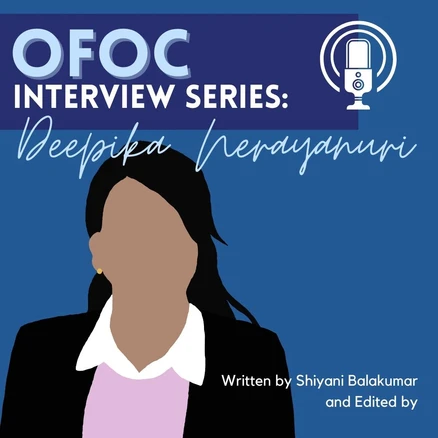 OFOC
INTERVIEW SERIES:
Deepika Nerayanuri
Written by Shiyani Balakumar
and Edited by